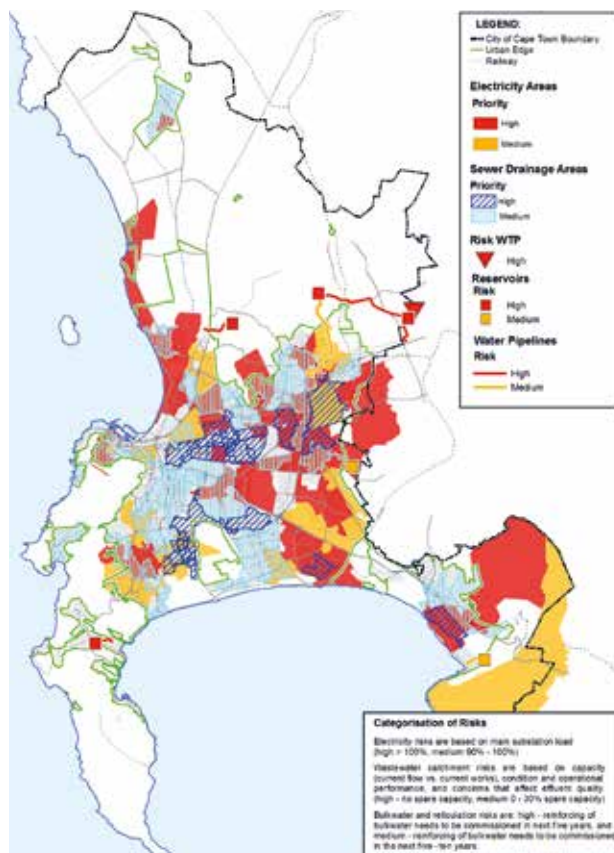 LEGEND:
City of Cape Town Boundary
Urban Edge
Railway
Electricity Areas
Priority
High
Medium
Sewer Drainage Areas
Priority
High
Medium
Risk WTP
High
Reservoirs
Risk
High
Medium
Water Pipelines
Risk
High
Medium
Categorisation of Risks
Electricity risks are based on main substation load
(high > 100%, medium 90% - 100%)
Wastewater catchment risks are based on capacity
(current flow vs. current works), condition and operational
performance, and concerns that affect effluent quality.
(high - no spare capacity, medium 0 - 30% spare capacity)
Bulkwater and reticulation risks are: high - reinforcing of
bulkwater needs to be commissioned in next five years, and
medium - reinforcing of bulkwater needs to be commissioned
in the next five - ten years.